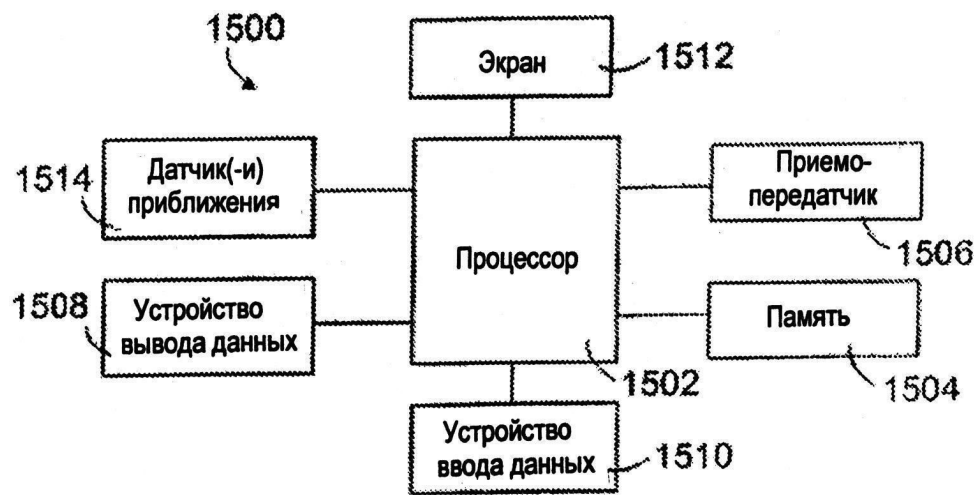 1500
Экран
1512
1514
Датчик(-и)
приближения
Приемо-
передатчик
1506
Процессор
1508
Устройство
вывода данных
Память
1504
1502
Устройство
ввода данных
1510